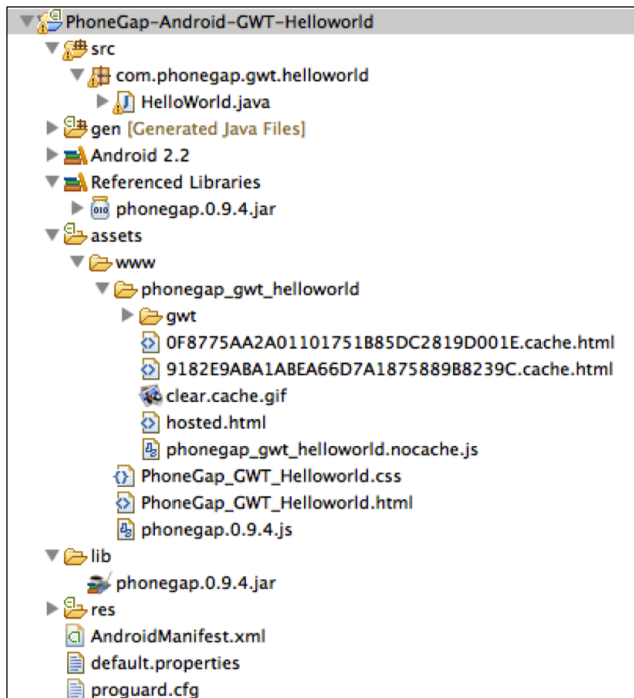 PhoneGap-Android-GWT-Helloworld
src
com.phonegap.gwt.helloworld
HelloWorld.java
gen [Generated Java Files]
Android 2.2
Referenced Libraries
phonegap.0.9.4.jar
assets
www
phonegap_gwt_helloworld
gwt
0F8775AA2A01101751B85DC2819D001E.cache.html
9182E9ABA1ABEA66D7A1875889B8239C.cache.html
clear.cache.gif
hosted.html
phonegap_gwt_helloworld.nocache.js
PhoneGap_GWT_Helloworld.css
PhoneGap_GWT_Helloworld.html
phonegap.0.9.4.js
lib
phonegap.0.9.4.jar
res
AndroidManifest.xml
default.properties
proguard.cfg